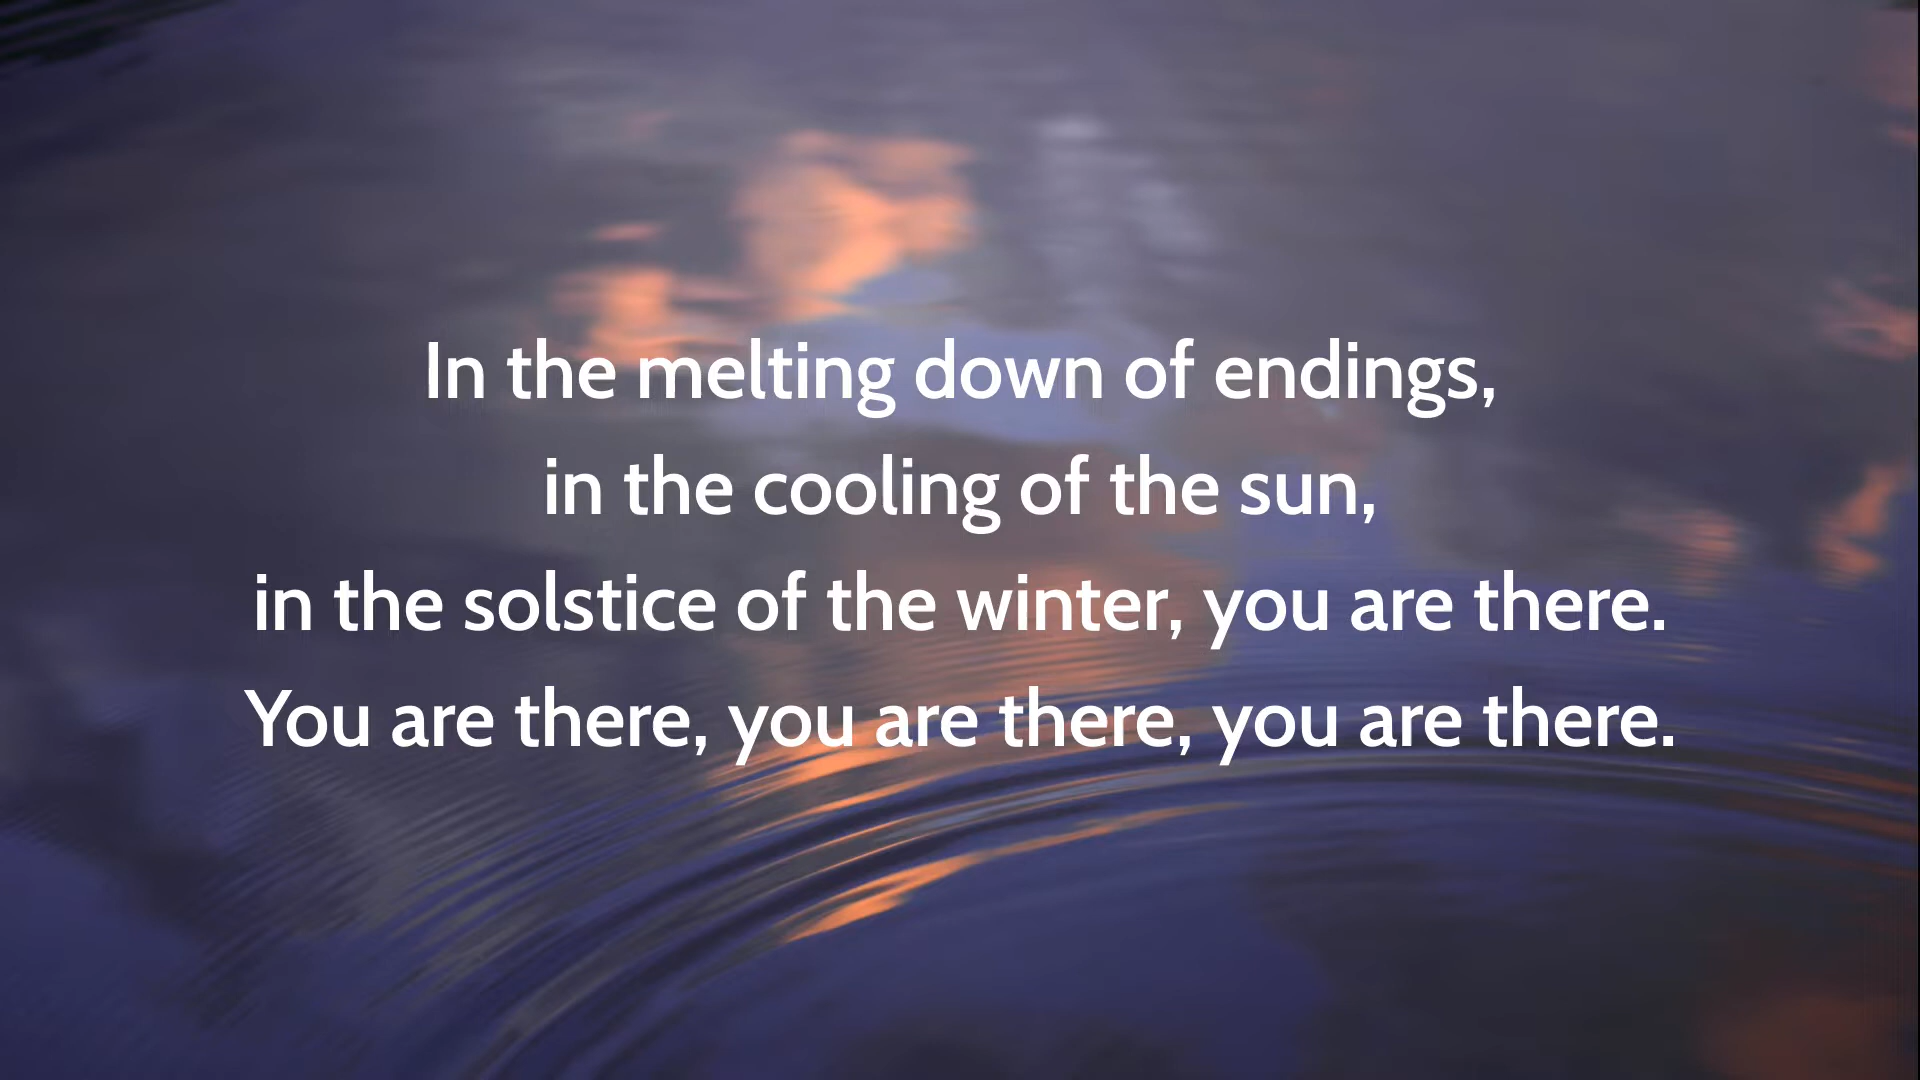 In the melting down of endings,
in the cooling of the sun,
in the solstice of the winter, you are there.
You are there, you are there, you are there.